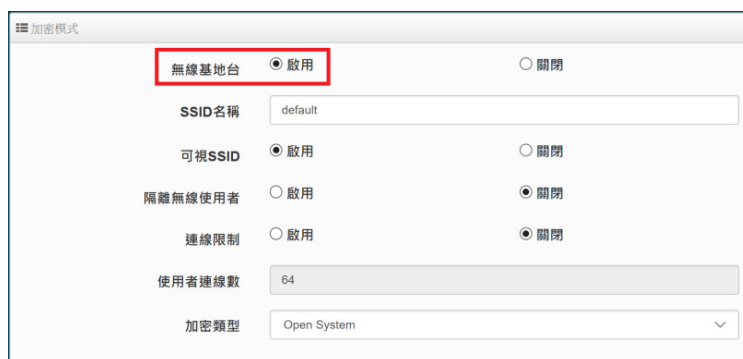 加密模式
無線基地台 啟用 關閉
SSID名稱 default
可視SSID 啟用 關閉
隔離無線使用者 啟用 關閉
連線限制 啟用 關閉
使用者連線數 64
加密類型 Open System